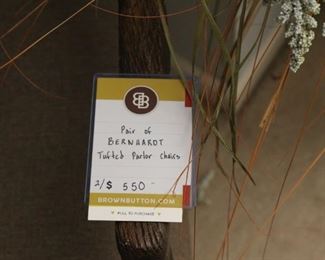 BB
Pair of
BERNHARDT
Tufted Parlor Chairs
2/$ 550-
BROWNBUTTON.COM
PULL TO PURCHASE